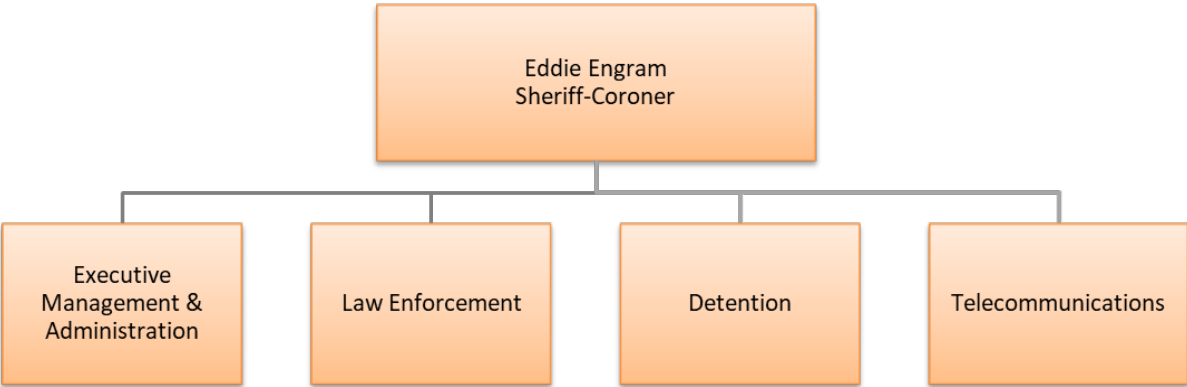 Eddie Engram
Sheriff-Coroner
Executive
Management &
Administration
Law Enforcement
Detention
Telecommunications